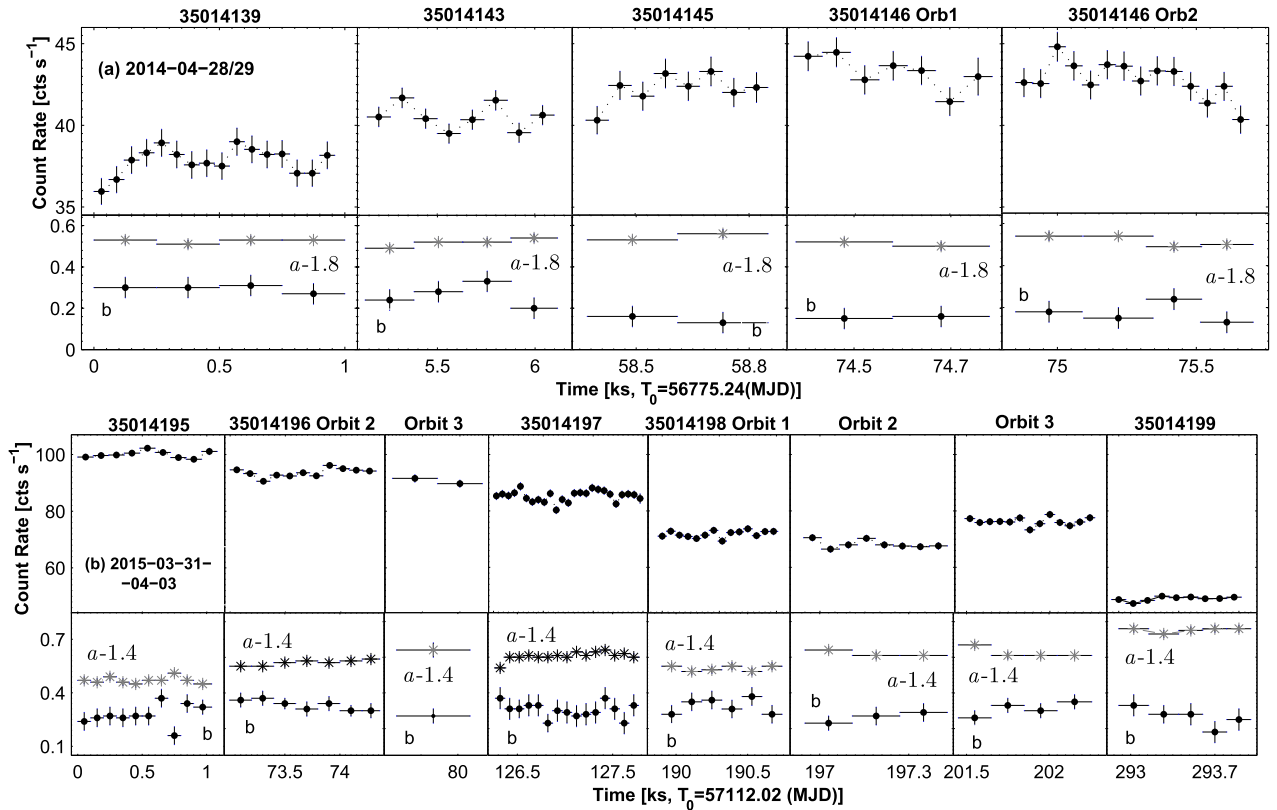 35014139 35014143 35014145 35014146 Orb1 35014146 Orb2
Count Rate [cts s−1]
45
40
35
(a) 2014−04−28/29
0.6
0.4
0.2
0
a-1.8 a-1.8 a-1.8 a-1.8 a-1.8
b b b b b
0 0.5 1 5.5 6 58.5 58.8 74.5 74.7 75 75.5
Time [ks, T0=56775.24(MJD)]
35014195 35014196 Orbit 2 Orbit 3 35014197 35014198 Orbit 1 Orbit 2 Orbit 3 35014199
Count Rate [cts s−1]
100
80
60
(b) 2015−03−31−
−04−03
0.7
0.4
0.1
a-1.4 a-1.4 a-1.4 a-1.4 a-1.4 a-1.4 a-1.4 a-1.4
b b b b b b b b
0 0.5 1 73.5 74 80 126.5 127.5 190 190.5 197 197.3 201.5 202 293 293.7
Time [ks, T0=57112.02 (MJD)]